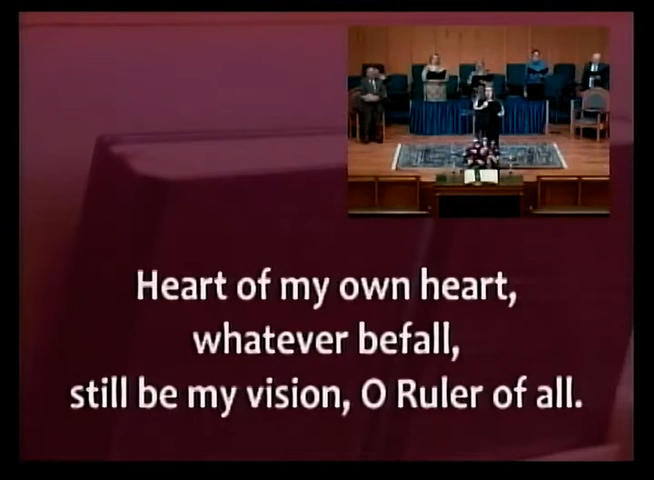 Heart of my own heart,
whatever befall,
still be my vision, O Ruler of all.